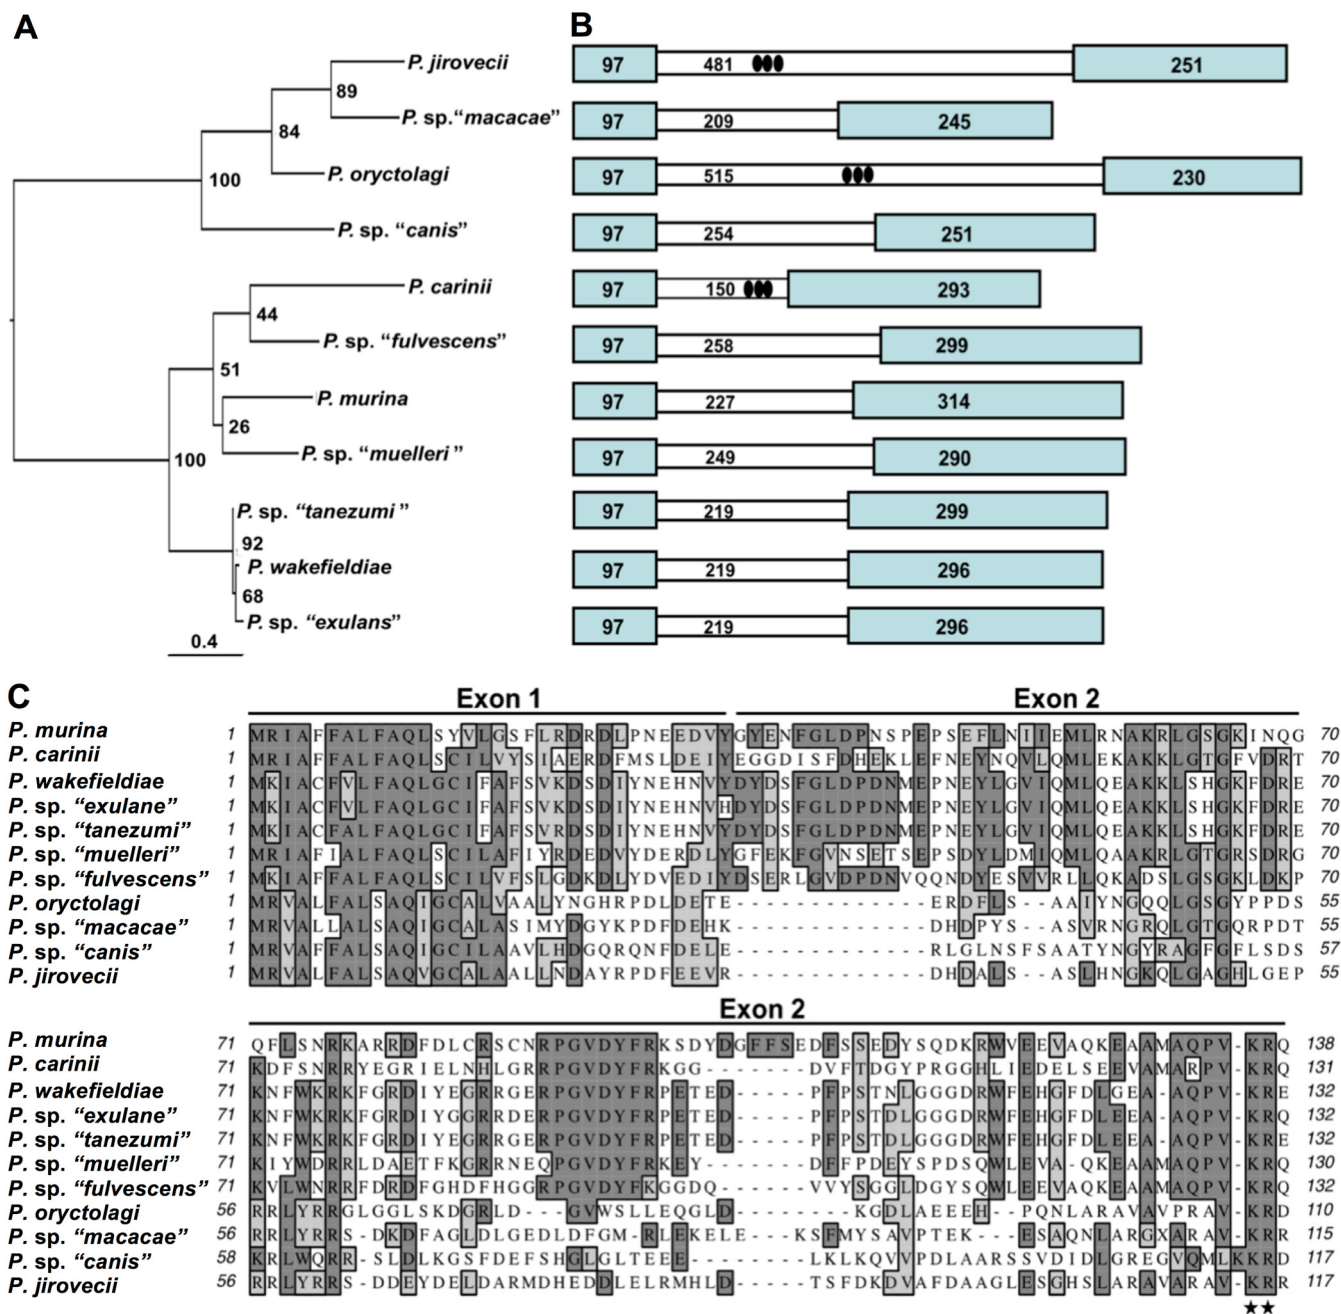 A
B
P. jirovecii
89
97 481 251
P. sp."macacae"
97 209 245
84
P. oryctolagi
97 515 230
100
P. sp. "canis"
97 254 251
P. carinii
97 150 293
44
P. sp. "fulvescens"
97 258 299
51
P. murina
97 227 314
26
P. sp. "muelleri"
97 249 290
100
P. sp. "tanezumi"
97 219 299
92
P. wakefieldiae
97 219 296
68
P. sp. "exulans"
97 219 296
0.4
C
Exon 1 Exon 2
P. murina 1 MRIAFFALFAQLSYVLGSFLRDRDLPNEEDVYGYENFGLDPNSPEPSEFLNIIEMLRNAKRLGSGKINQG 70
P. carinii 1 MRIAFFALFAQLSCILVYSIAERDFMSLDEIYEGGDISFDHEKLEFNEYNQVLQMLEKAKKLGTGFVDRT 70
P. wakefieldiae 1 MKIACFVLFAQLGCIFAFSVKDSDIYNEHNVYDYDSFGLDPDNMEPNEYLGVIQMLQEAKKLSHGKFDRE 70
P. sp. "exulane" 1 MKIACFVLFAQLGCIFAFSVKDSDIYNEHNVHDYDSFGLDPDNMEPNEYLGVIQMLQEAKKLSHGKFDRE 70
P. sp. "tanezumi" 1 MKIACFALFAQLGCIFAFSVRDSDIYNEHNVYDYDSFGLDPDNMEPNEYLGVIQMLQEAKKLSHGKFDRE 70
P. sp. "muelleri" 1 MRIAFIALFAQLSCILAFIYRDEDVYDERDLYGFEKFGVNSETSEPSDYLDMIQMLQAAKRLGTGRSDRG 70
P. sp. "fulvescens" 1 MKIAFFALFAQLSCILVFSLGDKDLYDVEDIYDSERLGVDPDNVQQNDYESVVRLLQKADSLGSGKLDKP 70
P. oryctolagi 1 MRVALFALSAQIGCALVAALYNGHRPDLDETE-------------ERDFLS--AAIYNGQQLGSGYPPDS 55
P. sp. "macacae" 1 MRVALLALSAQIGCALASIMYDGYKPDFDEHK-------------DHDPYS--ASVRNGRQLGTGQRPDT 55
P. sp. "canis" 1 MRVAFFALSAQIGCILAAVLHDGQRQNFDEIE-------------RLGLNSFSAATYNGYRAGFGFLSDS 57
P. jirovecii 1 MRVALFALSAQVGCALAALLNDAYRPDFEEVR-------------DHDALS--ASLHNGKQLGAGHLGEP 55
Exon 2
P. murina 71 QFLSNRKARRDFDLCRSCNRPGVDYFRKSDYDGFFSEDFSSEDYSQDKRWVEEVAQKEAAMAQPV-KRQ 138
P. carinii 71 KDFSNRRYEGRIELNHLGRRPGVDYFRKGG-------DVFTDGYPRGGHLIEDELSEEVAMARPV-KRQ 131
P. wakefieldiae 71 KNFWKRKFGRDIYEGRRGERPGVDYFRPETED------PFPSTNLGGGDRWFEHGFDLGEA-AQPV-KRE 132
P. sp. "exulane" 71 KNFWKRKFGRDIYGGRRDERPGVDYFRPETED------PFPSTDLGGGDRWFEHGFDLEEA-AQPV-KRQ 132
P. sp. "tanezumi" 71 KNFWKRKFGRDIYEGRRGERPGVDYFRPETED------PFPSTDLGGGDRWFEHGFDLEEA-AQPV-KRE 132
P. sp. "muelleri" 71 KIYWDRRLDAETFKGRRNEQPGVDYFRKEY-------DFFPDEYSPDSQWLEVA-QKEAAMAQPV-KRQ 130
P. sp. "fulvescens" 71 KVLWNRRFDRDFGHDFHGGRPGVDYFKGGDQ------VVYSGGLDGYSQWLEEVAQKEAAMAQPV-KRQ 132
P. oryctolagi 56 RRLYRRGLGGLSKDGRLD---GVWSLLEQGLD--------KGDLAEEEH--PQNLARAVAVPRAV-KRD 110
P. sp. "macacae" 56 RRLYRRS-DKDFAGLDLGEDLDFGM-RLEKELE---KSFMYSAVPTEK---ESAQNLARGXARAV-KRR 115
P. sp. "canis" 58 KRLWQRR-SLDLKGSFDEFSHGLGLTEEE-------LKLKQVVPDLAARSSVDIDLGREGVQMLKKRD 117
P. jirovecii 56 RRLYRRS-DDEYDELDARMDHEDDLELRMHLD-----TSFDKDVAFDAAGLESGHSLARAVARAV-KRR 117
★★